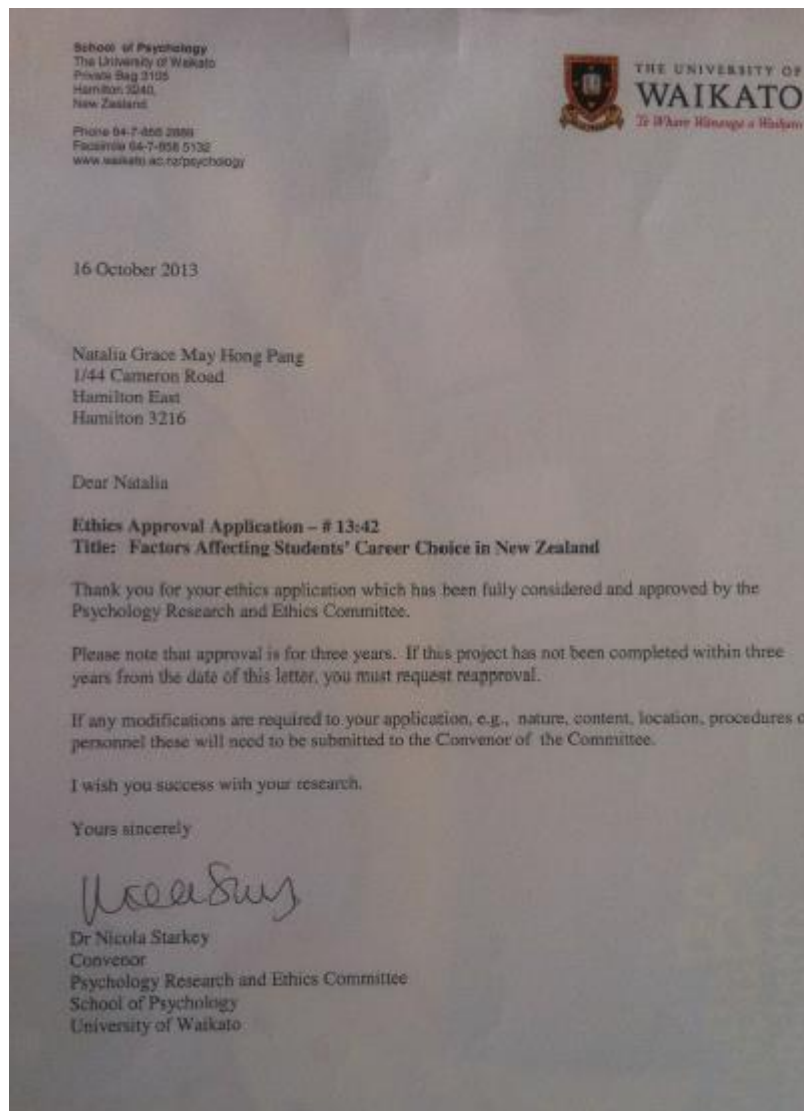 School of Psychology
The University of Waikato
Private Bag 3105
Hamilton 3240,
New Zealand
Phone 64-7-856 2889
Facsimile 64-7-858 5132
www.waikato.ac.nz/psychology
THE UNIVERSITY OF
WAIKATO
Te Whare Wānanga o Waikato
16 October 2013
Natalia Grace May Hong Pang
1/44 Cameron Road
Hamilton East
Hamilton 3216
Dear Natalia
Ethics Approval Application – # 13:42
Title: Factors Affecting Students' Career Choice in New Zealand
Thank you for your ethics application which has been fully considered and approved by the
Psychology Research and Ethics Committee.
Please note that approval is for three years. If this project has not been completed within three
years from the date of this letter, you must request reapproval.
If any modifications are required to your application, e.g., nature, content, location, procedures o
personnel these will need to be submitted to the Convenor of the Committee.
I wish you success with your research.
Yours sincerely
Dr Nicola Starkey
Convenor
Psychology Research and Ethics Committee
School of Psychology
University of Waikato